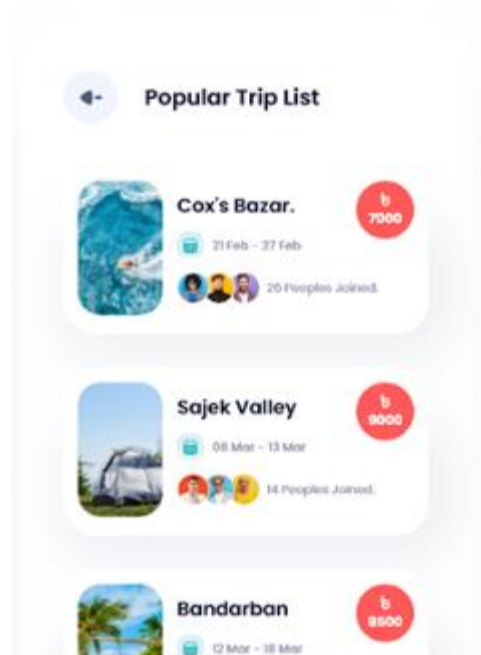 Popular Trip List
Cox's Bazar.
৳
7000
21 Feb - 27 Feb
26 Peoples Joined.
Sajek Valley
৳
9000
08 Mar - 13 Mar
14 Peoples Joined.
Bandarban
৳
8500
12 Mar - 18 Mar